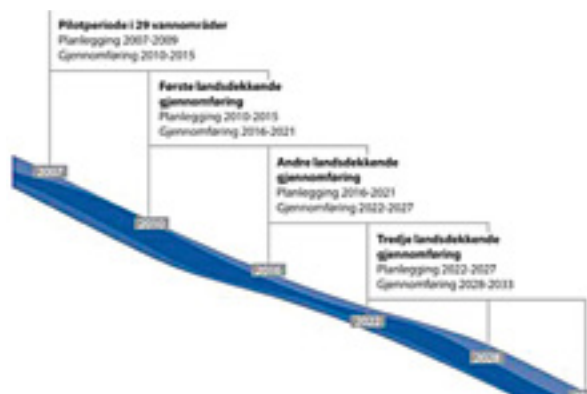 Pilotperiode i 29 vannområder
Planlegging 2007-2009
Gjennomføring 2010-2015
Første landsdekkende
gjennomføring
Planlegging 2010-2015
Gjennomføring 2016-2021
Andre landsdekkende
gjennomføring
Planlegging 2016-2021
Gjennomføring 2022-2027
Tredje landsdekkende
gjennomføring
Planlegging 2022-2027
Gjennomføring 2028-2033
2007
2010
2016
2022
2028